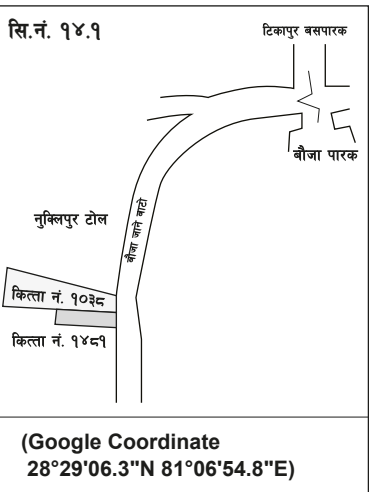 सि.नं. १४.१
टिकापुर बसपारक
बौजा पारक
नुक्लिपुर टोल
बौजा जाने बाटो
कित्ता नं. १०३८
कित्ता नं. १४८१
(Google Coordinate
28°29'06.3"N 81°06'54.8"E)